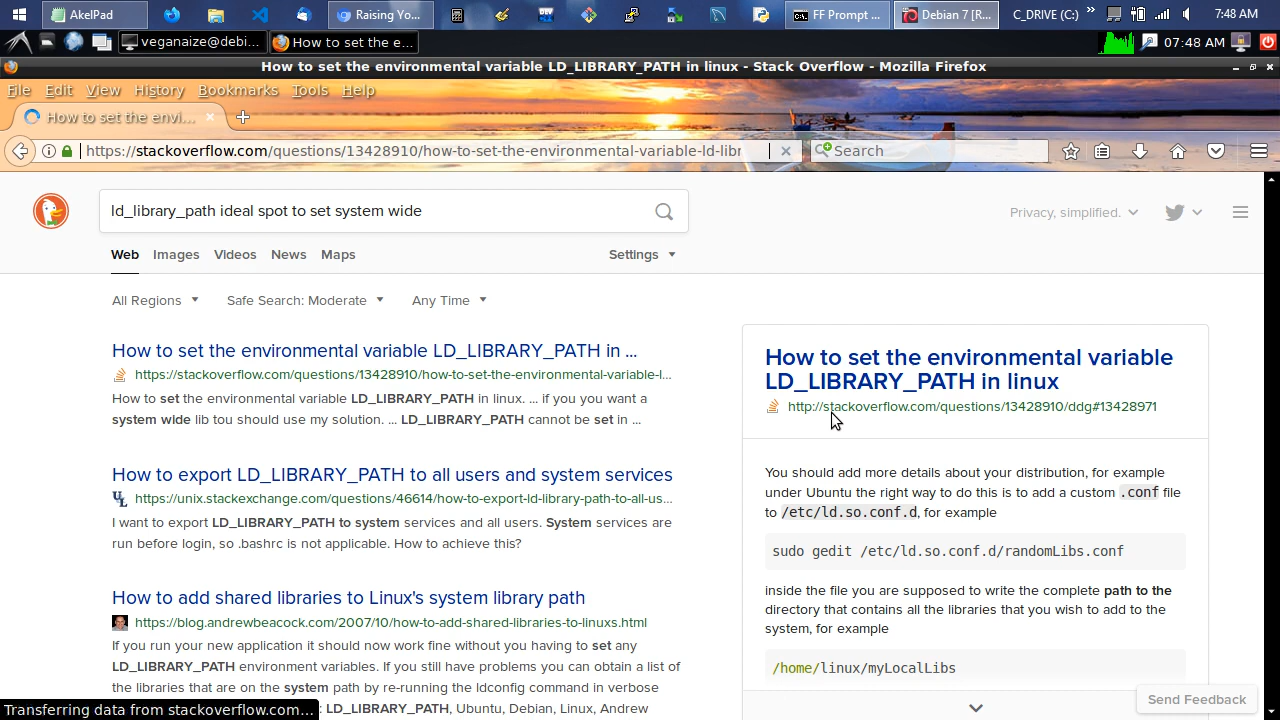 AkelPad
Raising Yo...
FF Prompt ...
Debian 7 [R...
C_DRIVE (C:)
7:48 AM
veganaize@debi...
How to set the e...
07:48 AM
How to set the environmental variable LD_LIBRARY_PATH in linux - Stack Overflow - Mozilla Firefox
File Edit View History Bookmarks Tools Help
How to set the envi...
https://stackoverflow.com/questions/13428910/how-to-set-the-environmental-variable-ld-libr
Search
ld_library_path ideal spot to set system wide
Privacy, simplified.
Web Images Videos News Maps
Settings
All Regions Safe Search: Moderate Any Time
How to set the environmental variable LD_LIBRARY_PATH in ...
https://stackoverflow.com/questions/13428910/how-to-set-the-environmental-variable-l...
How to set the environmental variable LD_LIBRARY_PATH in linux. ... if you you want a
system wide lib tou should use my solution. ... LD_LIBRARY_PATH cannot be set in ...
How to export LD_LIBRARY_PATH to all users and system services
https://unix.stackexchange.com/questions/46614/how-to-export-ld-library-path-to-all-us...
I want to export LD_LIBRARY_PATH to system services and all users. System services are
run before login, so .bashrc is not applicable. How to achieve this?
How to add shared libraries to Linux's system library path
https://blog.andrewbeacock.com/2007/10/how-to-add-shared-libraries-to-linuxs.html
If you run your new application it should now work fine without you having to set any
LD_LIBRARY_PATH environment variables. If you still have problems you can obtain a list of
the libraries that are on the system path by re-running the ldconfig command in verbose
: LD_LIBRARY_PATH, Ubuntu, Debian, Linux, Andrew
How to set the environmental variable
LD_LIBRARY_PATH in linux
http://stackoverflow.com/questions/13428910/ddg#13428971
You should add more details about your distribution, for example
under Ubuntu the right way to do this is to add a custom .conf file
to /etc/ld.so.conf.d, for example
sudo gedit /etc/ld.so.conf.d/randomLibs.conf
inside the file you are supposed to write the complete path to the
directory that contains all the libraries that you wish to add to the
system, for example
/home/linux/myLocalLibs
Send Feedback
Transferring data from stackoverflow.com...